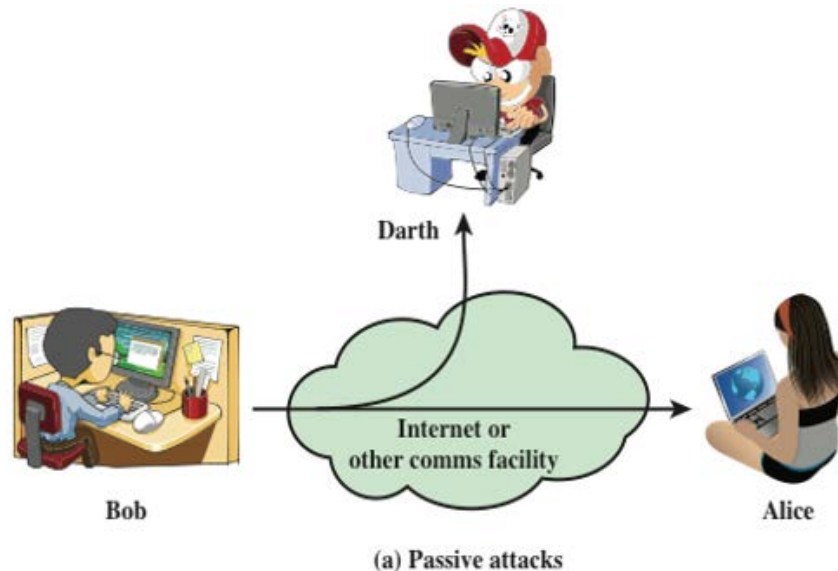 Darth
Internet or
other comms facility
Bob
Alice
(a) Passive attacks